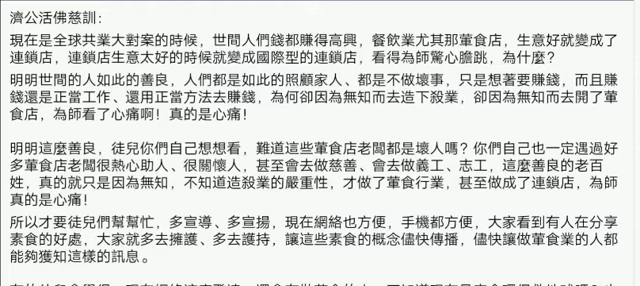 濟公活佛慈訓：
現在是全球共業大對案的時候，世間人們錢都賺得高興，餐飲業尤其那葷食店，生意好就變成了
連鎖店，連鎖店生意太好的時候就變成國際型的連鎖店，看得為師驚心膽跳，為什麼？
明明世間的人如此的善良，人們都是如此的照顧家人、都是不做壞事，只是想著要賺錢，而且賺
錢還是正當工作、還用正當方法去賺錢，為何卻因為無知而去造下殺業，卻因為無知而去開了葷
食店，為師看了心痛啊！真的是心痛！
明明這麼善良，徒兒你們自己想想看，難道這些葷食店老闆都是壞人嗎？你們自己也一定遇過好
多葷食店老闆很熱心助人、很關懷人，甚至會去做慈善、會去做義工、志工，這麼善良的老百
姓，真的就只是因為無知，不知道造殺業的嚴重性，才做了葷食行業，甚至做成了連鎖店，為師
真的是心痛！
所以才要徒兒們幫幫忙，多宣導、多宣揚，現在網絡也方便，手機都方便，大家看到有人在分享
素食的好處，大家就多去擁護、多去護持，讓這些素食的概念儘快傳播，儘快讓做葷食業的人都
能夠獲知這樣的訊息。